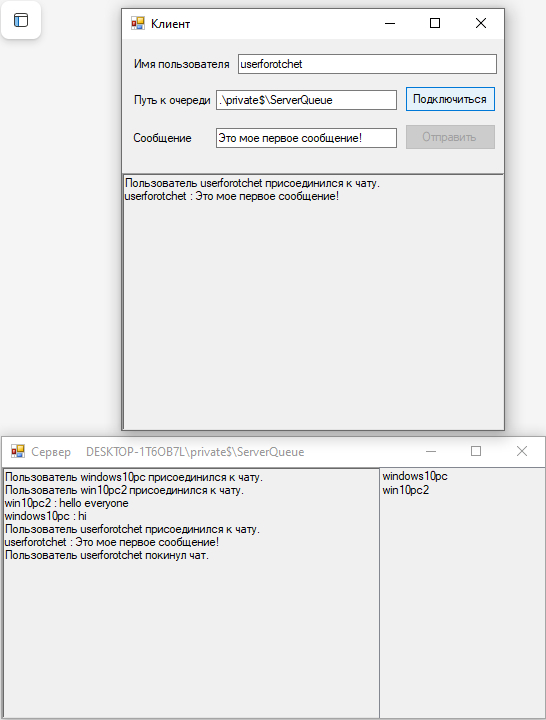 Клиент
Имя пользователя userforotchet
Путь к очереди .\private$\ServerQueue Подключиться
Сообщение Это мое первое сообщение! Отправить
Пользователь userforotchet присоединился к чату.
userforotchet : Это мое первое сообщение!
Сервер DESKTOP-1T6OB7L\private$\ServerQueue
Пользователь windows10pc присоединился к чату.
Пользователь win10pc2 присоединился к чату.
win10pc2 : hello everyone
windows10pc : hi
Пользователь userforotchet присоединился к чату.
userforotchet : Это мое первое сообщение!
Пользователь userforotchet покинул чат.
windows10pc
win10pc2